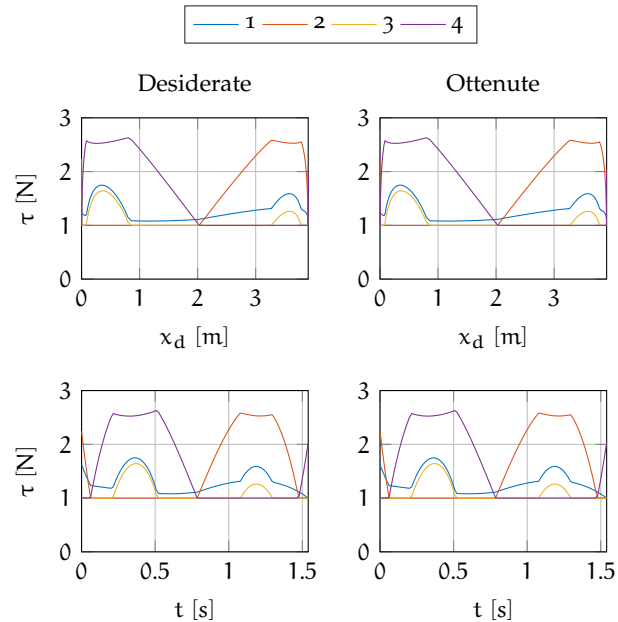 1 2 3 4
Desiderate Ottenute
3 3
2 2
τ [N]
1 1
0 0
0 1 2 3 0 1 2 3
x_d [m] x_d [m]
3 3
2 2
τ [N]
1 1
0 0
0 0.5 1 1.5 0 0.5 1 1.5
t [s] t [s]